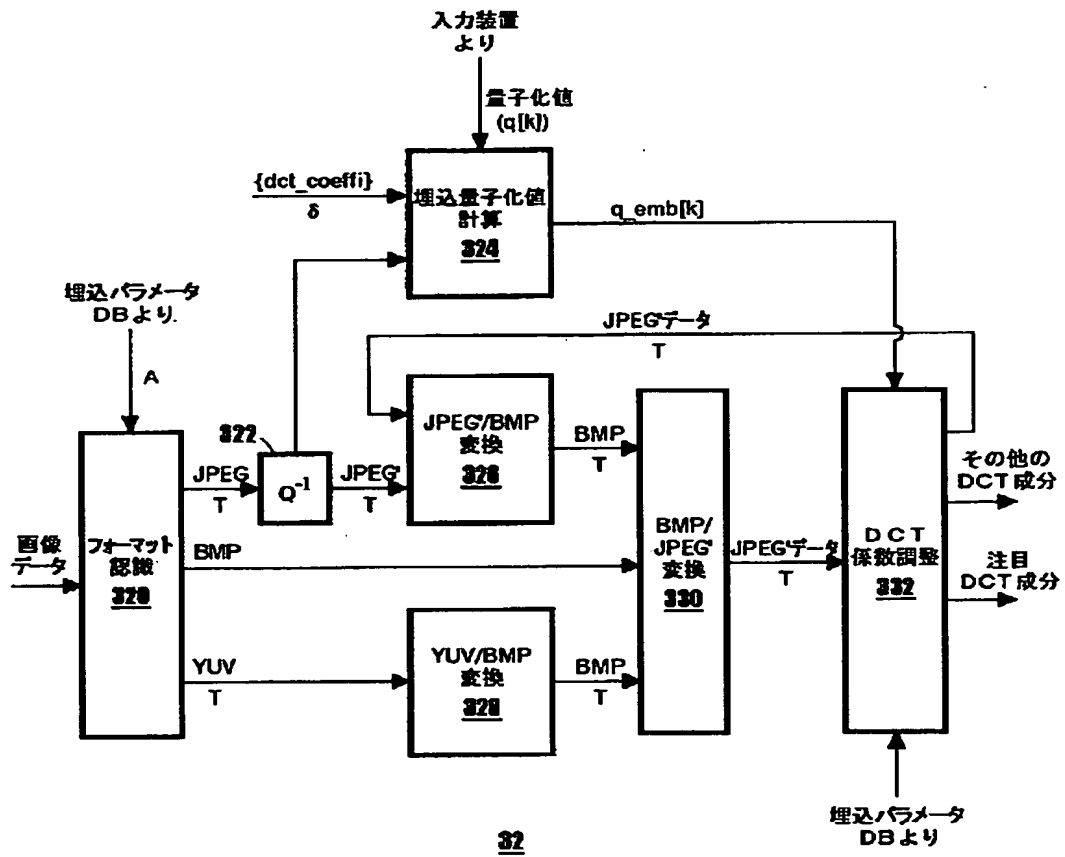 入力装置
より
量子化値
(q[k])
{dct_coeffi}
δ
埋込量子化値
計算
324
q_emb[k]
埋込パラメータ
DBより
A
JPEG'データ
T
322
JPEG
T
Q⁻¹
JPEG'
T
JPEG'/BMP
変換
326
BMP
T
その他の
DCT成分
画像
データ
フォーマット
認識
320
BMP
BMP/
JPEG'
変換
330
JPEG'データ
T
DCT
係数調整
332
注目
DCT成分
YUV
T
YUV/BMP
変換
328
BMP
T
埋込パラメータ
DBより
32